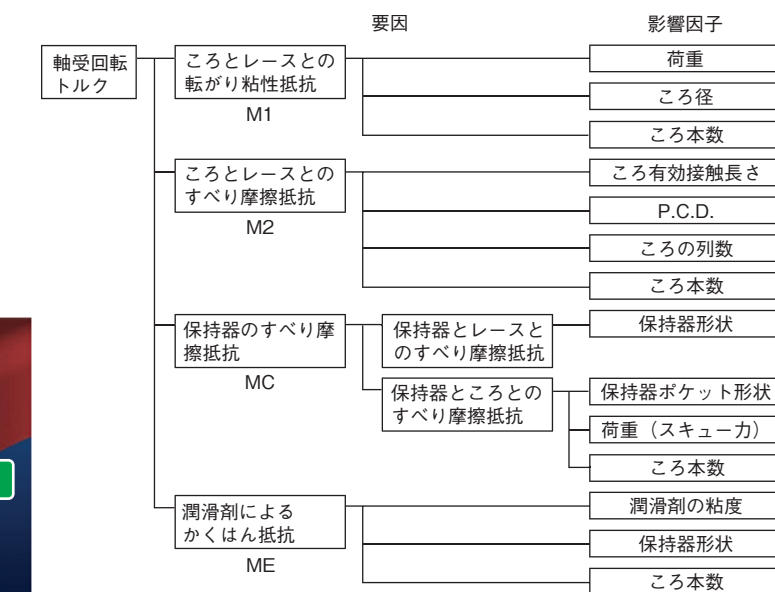 要因
影響因子
軸受回転
トルク
ころとレースとの
転がり粘性抵抗
M1
荷重
ころ径
ころ本数
ころとレースとの
すべり摩擦抵抗
M2
ころ有効接触長さ
P.C.D.
ころの列数
ころ本数
保持器のすべり摩
擦抵抗
MC
保持器とレースと
のすべり摩擦抵抗
保持器形状
保持器ところとの
すべり摩擦抵抗
保持器ポケット形状
荷重（スキュー力）
ころ本数
潤滑剤による
かくはん抵抗
ME
潤滑剤の粘度
保持器形状
ころ本数